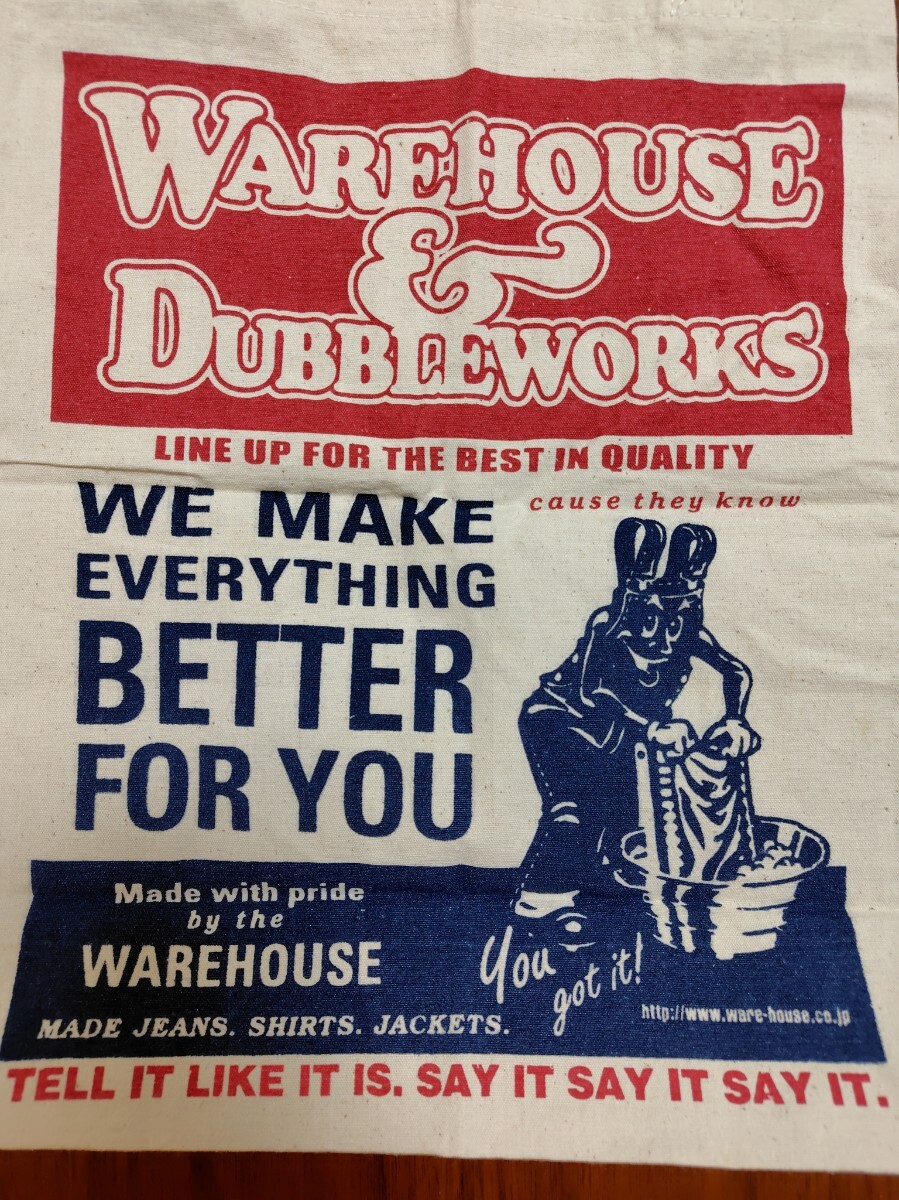 WAREHOUSE
&
DUBBLEWORKS
LINE UP FOR THE BEST IN QUALITY
cause they know
WE MAKE
EVERYTHING
BETTER
FOR YOU
Made with pride
by the
WAREHOUSE
You
got it!
http://www.ware-house.co.jp
MADE JEANS. SHIRTS. JACKETS.
TELL IT LIKE IT IS. SAY IT SAY IT SAY IT.